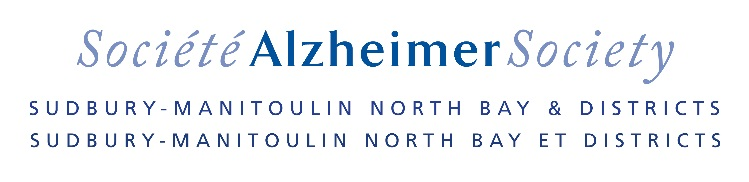 Société Alzheimer Society
SUDBURY-MANITOULIN NORTH BAY & DISTRICTS
SUDBURY-MANITOULIN NORTH BAY ET DISTRICTS